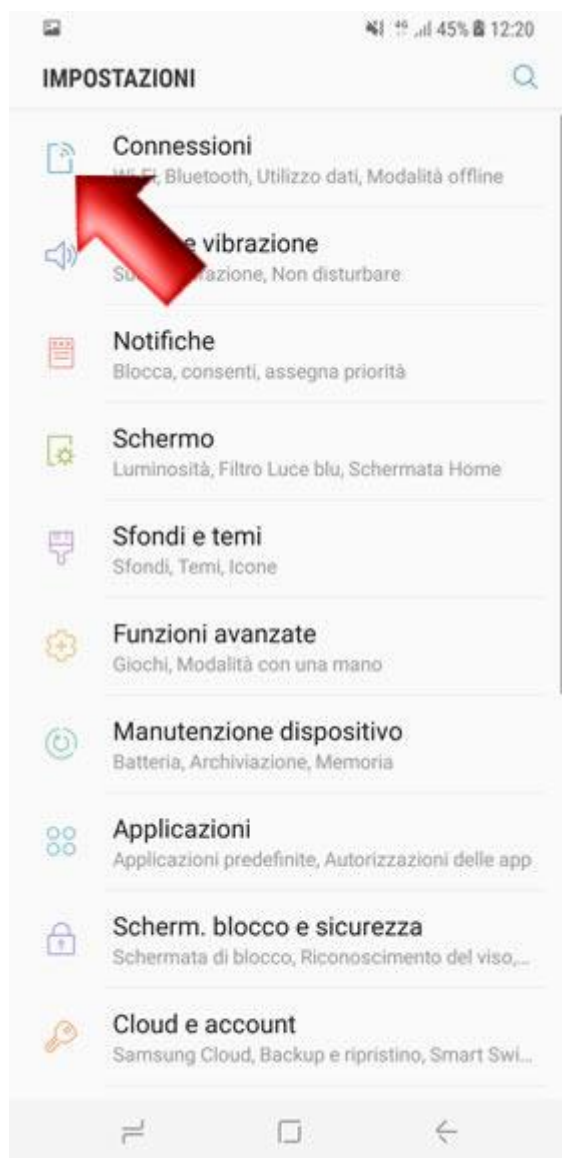 45% 12:20
IMPOSTAZIONI
Connessioni
Wi-Fi, Bluetooth, Utilizzo dati, Modalità offline
e vibrazione
Non disturbare
Notifiche
Blocca, consenti, assegna priorità
Schermo
Luminosità, Filtro Luce blu, Schermata Home
Sfondi e temi
Sfondi, Temi, Icone
Funzioni avanzate
Giochi, Modalità con una mano
Manutenzione dispositivo
Batteria, Archiviazione, Memoria
Applicazioni
Applicazioni predefinite, Autorizzazioni delle app
Scherm. blocco e sicurezza
Schermata di blocco, Riconoscimento del viso,...
Cloud e account
Samsung Cloud, Backup e ripristino, Smart Swi...